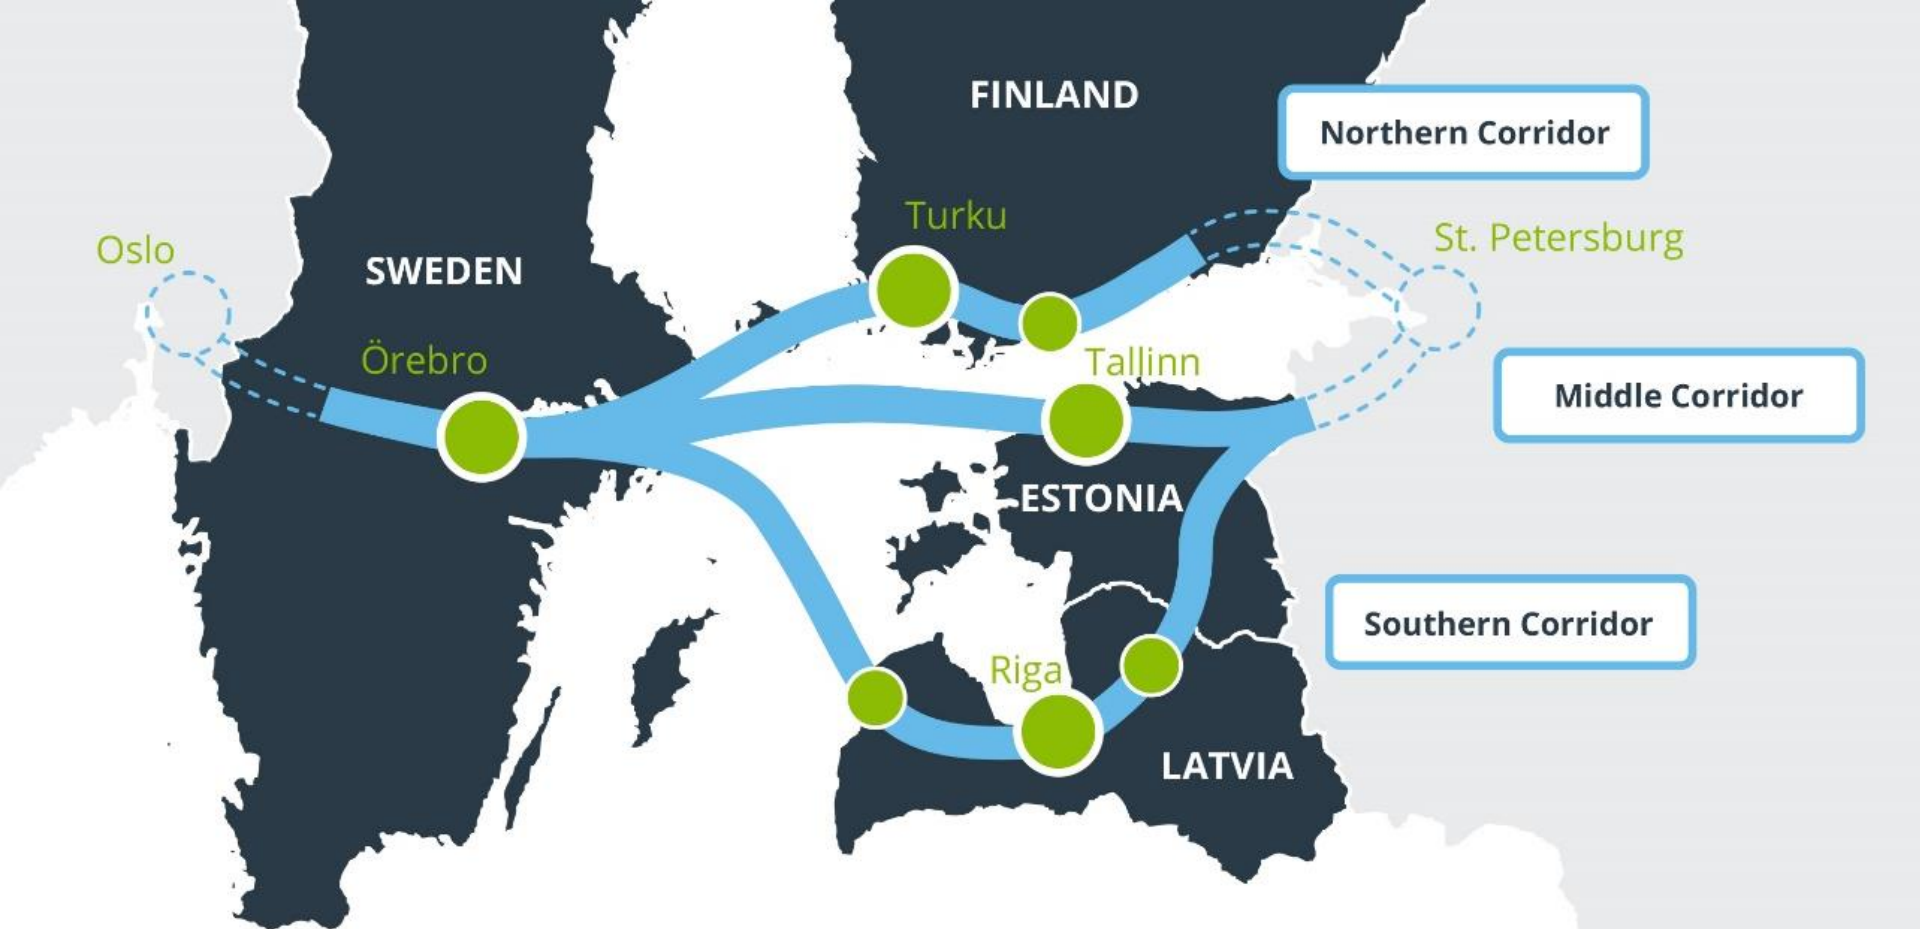 FINLAND
Northern Corridor
Turku
St. Petersburg
Oslo
SWEDEN
Örebro
Tallinn
Middle Corridor
ESTONIA
Southern Corridor
Riga
LATVIA